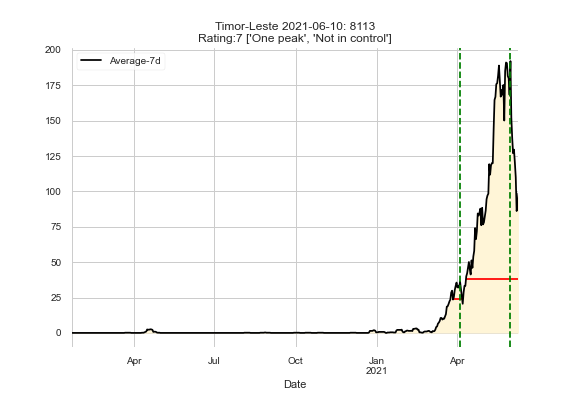 Timor-Leste 2021-06-10: 8113
Rating:7 ['One peak', 'Not in control']
Average-7d
200
175
150
125
100
75
50
25
0
Apr
Jul
Oct
Jan
2021
Apr
Date